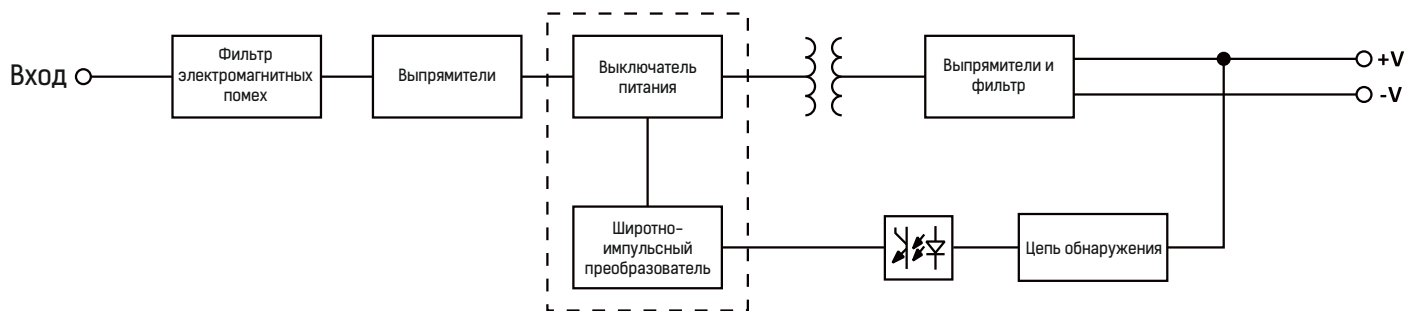 Вход
Фильтр
электромагнитных
помех
Выпрямители
Выключатель
питания
Выпрямители и
фильтр
+V
-V
Широтно-
импульсный
преобразователь
Цепь обнаружения